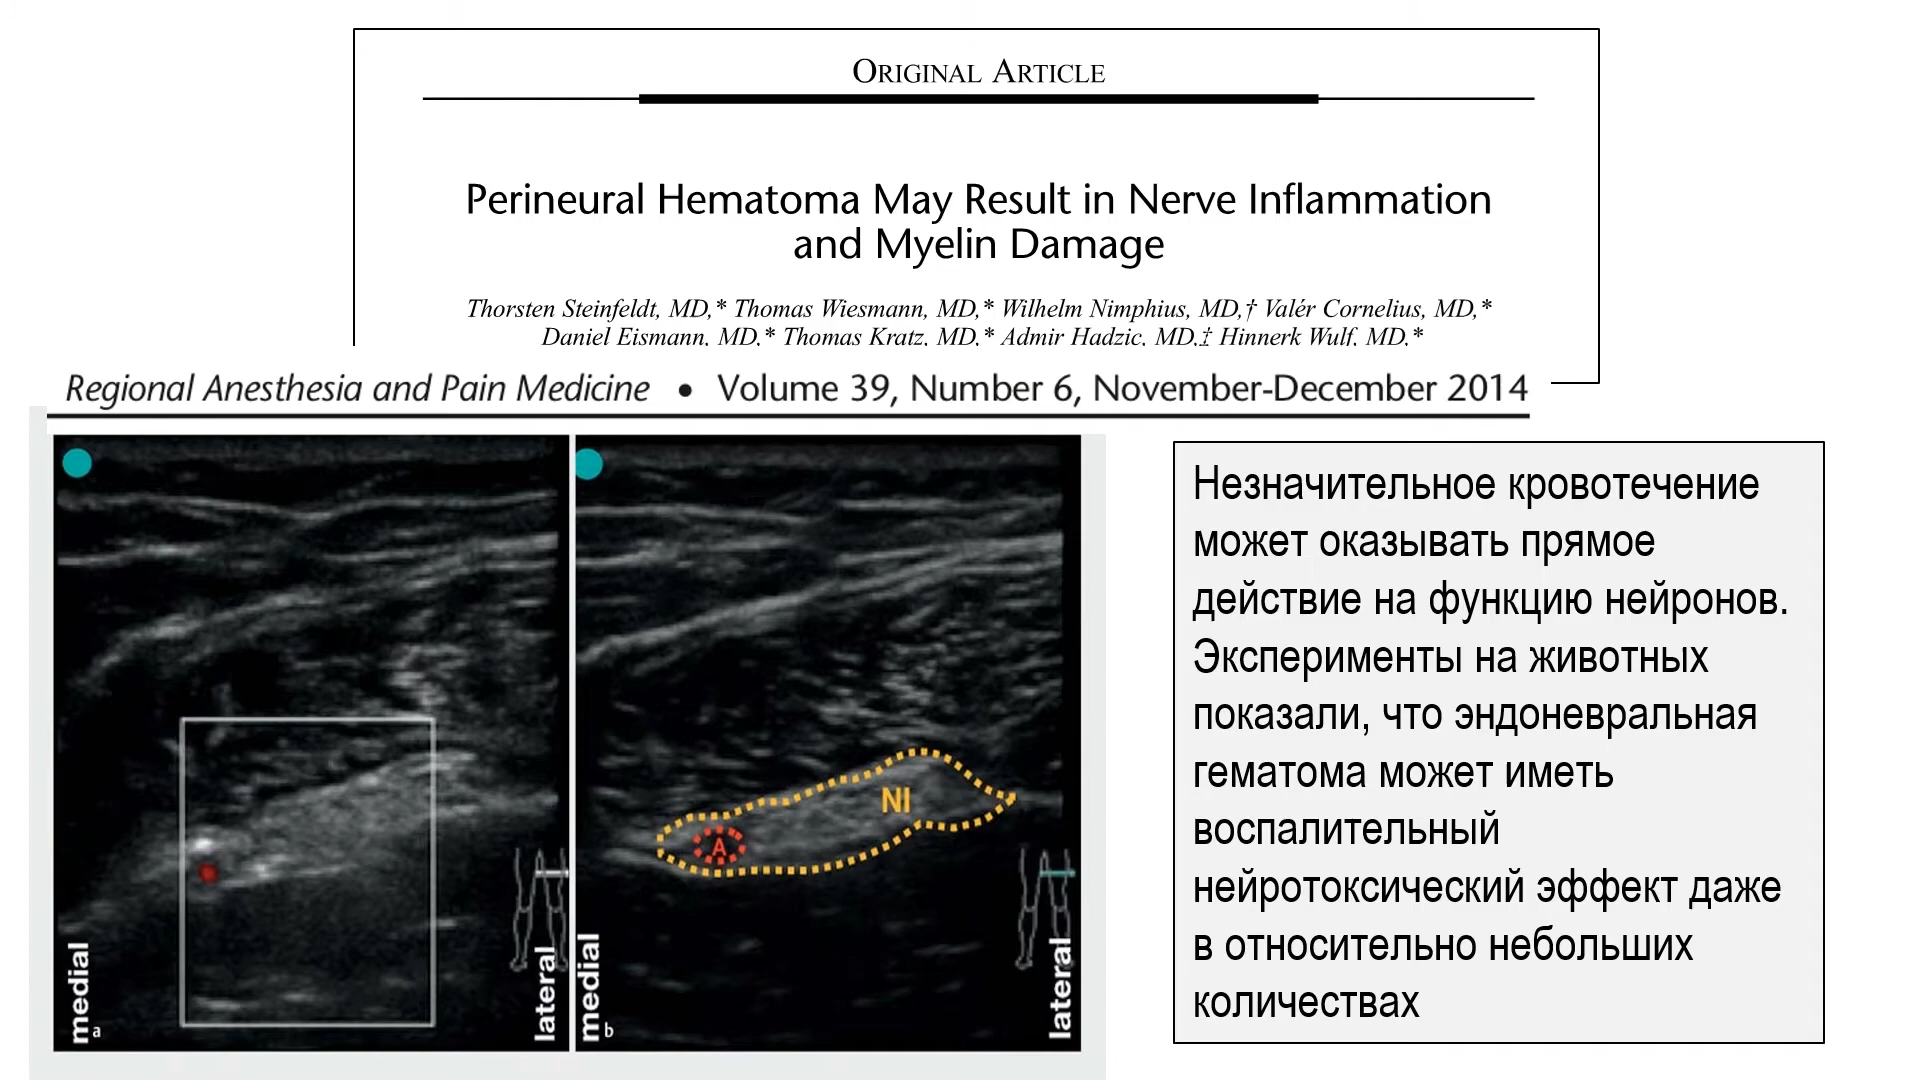 ORIGINAL ARTICLE
Perineural Hematoma May Result in Nerve Inflammation
and Myelin Damage
Thorsten Steinfeldt, MD,* Thomas Wiesmann, MD,* Wilhelm Nimphius, MD,† Valér Cornelius, MD,*
Daniel Eismann, MD,* Thomas Kratz, MD,* Admir Hadzic, MD,‡ Hinnerk Wulf, MD,*
Regional Anesthesia and Pain Medicine • Volume 39, Number 6, November-December 2014
medial
a
lateral
medial
b
lateral
NI
A
Незначительное кровотечение
может оказывать прямое
действие на функцию нейронов.
Эксперименты на животных
показали, что эндоневральная
гематома может иметь
воспалительный
нейротоксический эффект даже
в относительно небольших
количествах